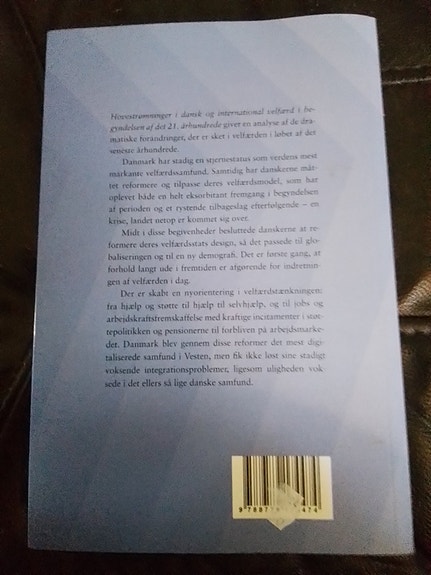 Hovedstrømninger i dansk og international velfærd i be-
gyndelsen af det 21. århundrede giver en analyse af de dra-
matiske forandringer, der er sket i velfærden i løbet af det
seneste århundrede.
Danmark har stadig en stjernestatus som verdens mest
markante velfærdssamfund. Samtidig har danskerne måt-
tet reformere og tilpasse deres velfærdsmodel, som har
oplevet både en helt eksorbitant fremgang i begyndelsen
af perioden og et rystende tilbageslag efterfølgende – en
krise, landet netop er kommet sig over.
Midt i disse begivenheder besluttede danskerne at re-
formere deres velfærdsstats design, så det passede til glo-
baliseringen og til en ny demografi. Det er første gang, at
forhold langt ude i fremtiden er afgørende for indretnin-
gen af velfærden i dag.
Der er skabt en nyorientering i velfærdstænkningen:
fra hjælp og støtte til hjælp til selvhjælp, og til jobs og
arbejdskraftsfremskaffelse med kraftige incitamenter i støt-
tepolitikken og pensionerne til forbliven på arbejdsmarke-
det. Danmark blev gennem disse reformer det mest digi-
taliserede samfund i Vesten, men fik ikke løst sine stadigt
voksende integrationsproblemer, ligesom uligheden vok-
sede i det ellers så lige danske samfund.
9 78877 474